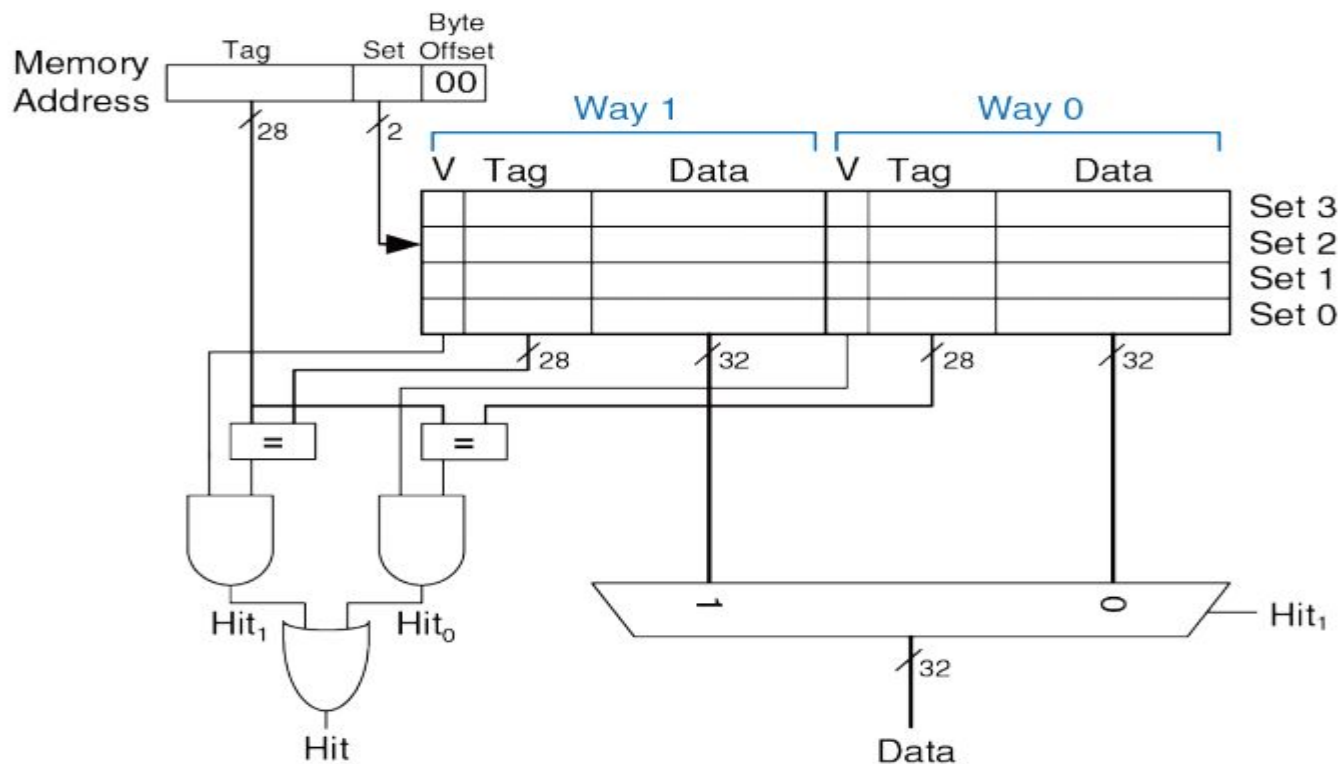 Byte
Tag Set Offset
Memory
Address
00
28 2
Way 1 Way 0
V Tag Data V Tag Data
Set 3
Set 2
Set 1
Set 0
28 32 28 32
= =
1 0
Hit₁ Hit₀ Hit₁
32
Hit Data